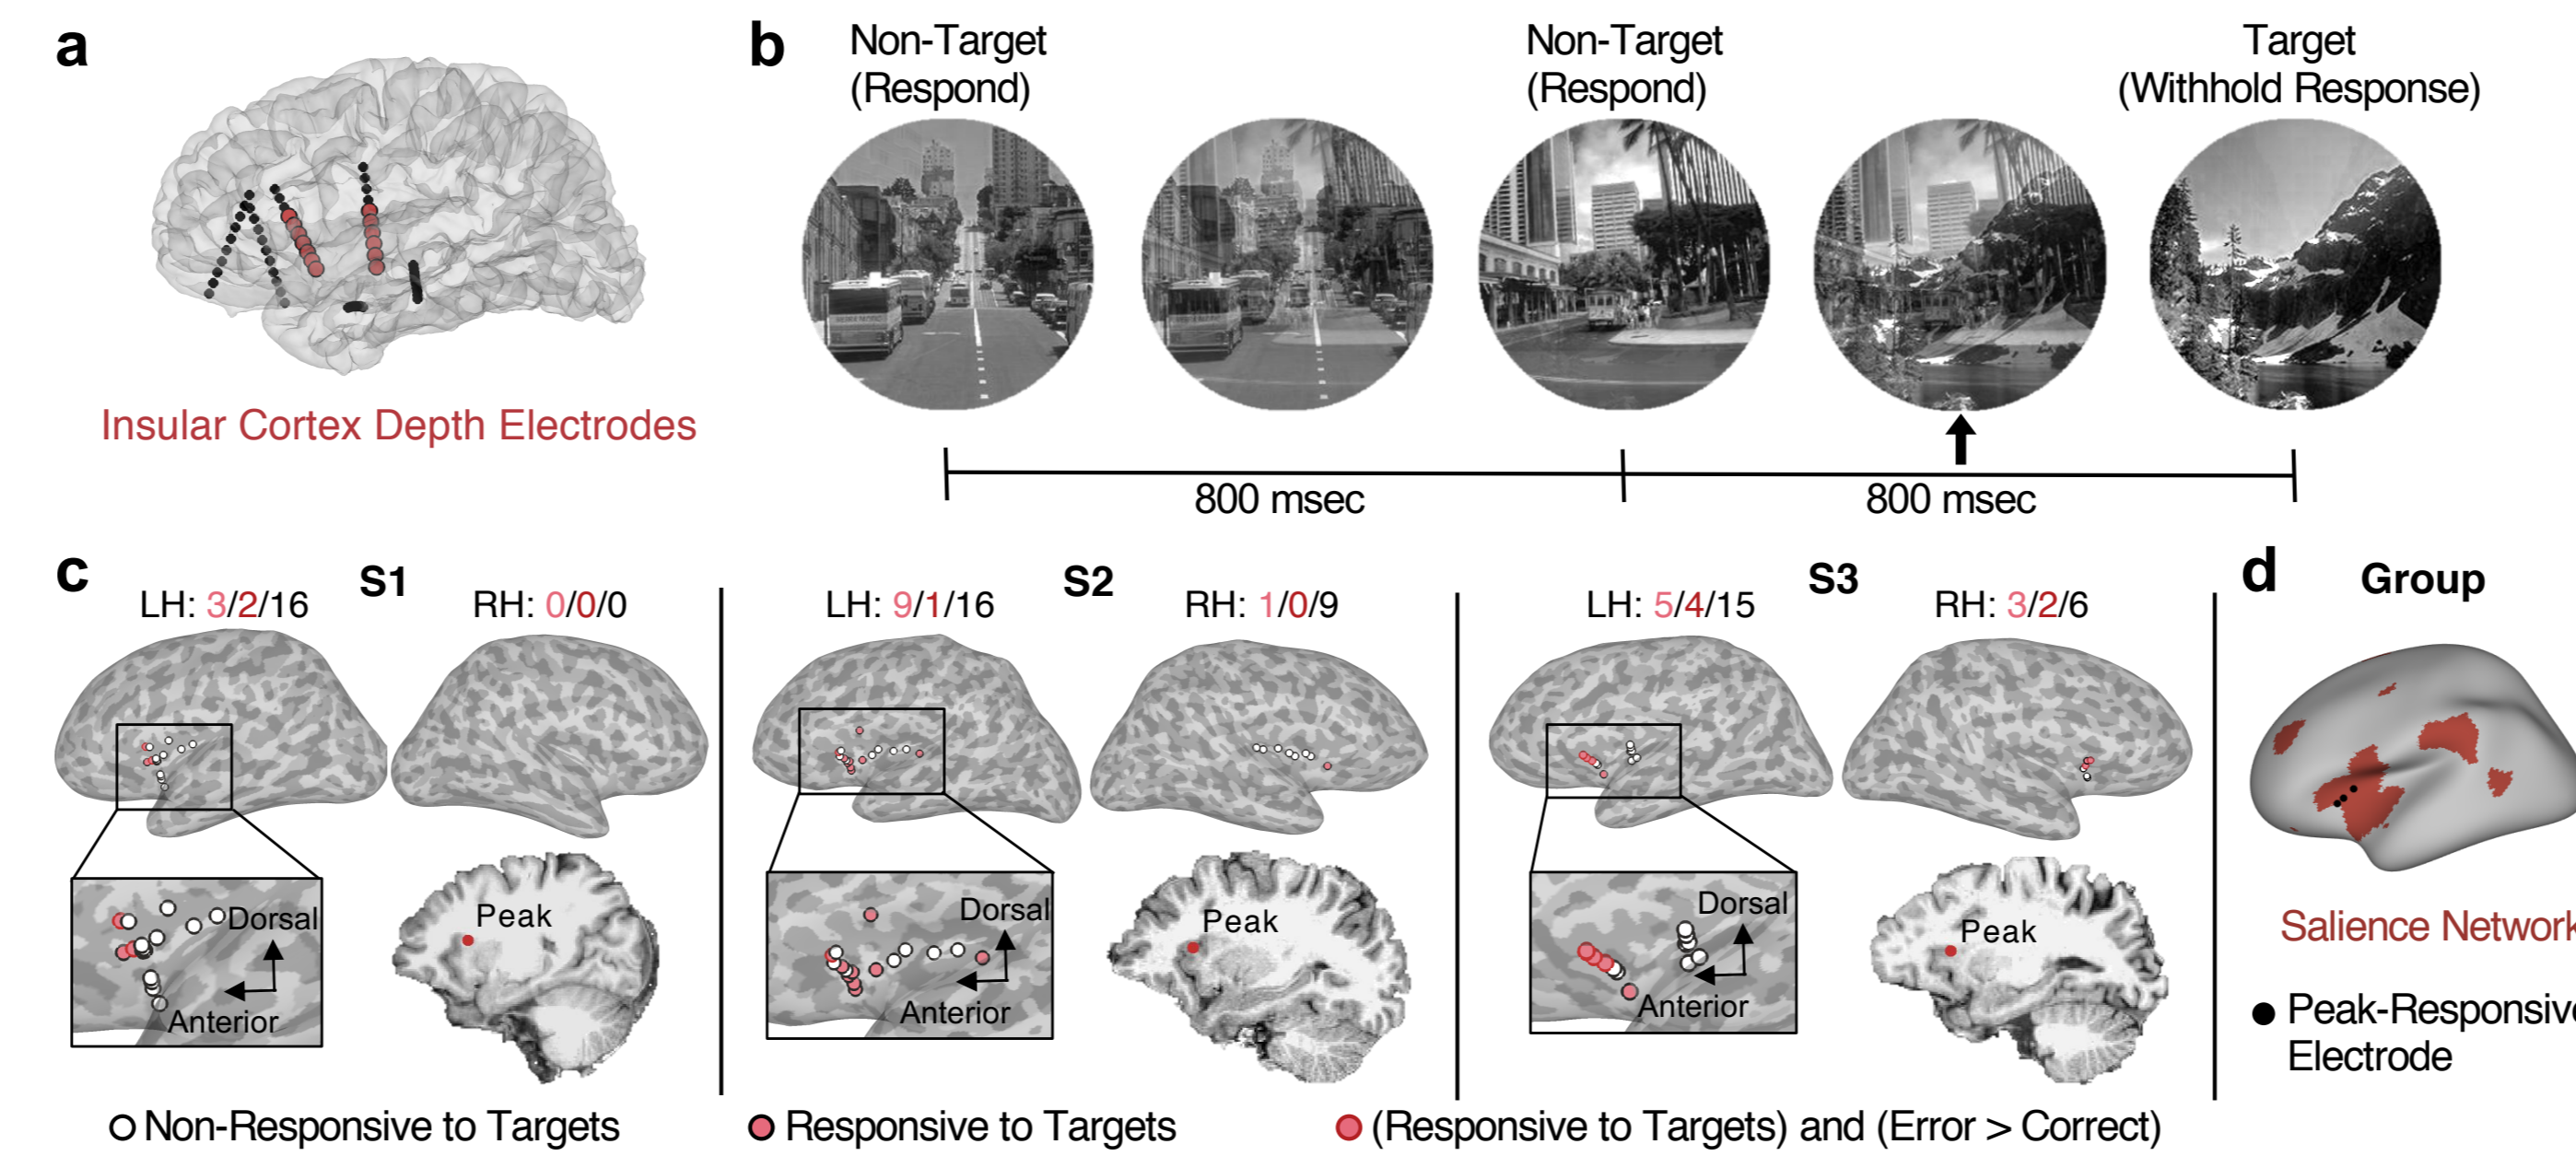 a
Insular Cortex Depth Electrodes
b
Non-Target
(Respond)
Non-Target
(Respond)
Target
(Withhold Response)
800 msec
800 msec
c
S1
LH: 3/2/16
RH: 0/0/0
Dorsal
Anterior
Peak
S2
LH: 9/1/16
RH: 1/0/9
Dorsal
Anterior
Peak
S3
LH: 5/4/15
RH: 3/2/6
Dorsal
Anterior
Peak
Non-Responsive to Targets
Responsive to Targets
(Responsive to Targets) and (Error > Correct)
d
Group
Salience Network
Peak-Responsive
Electrode